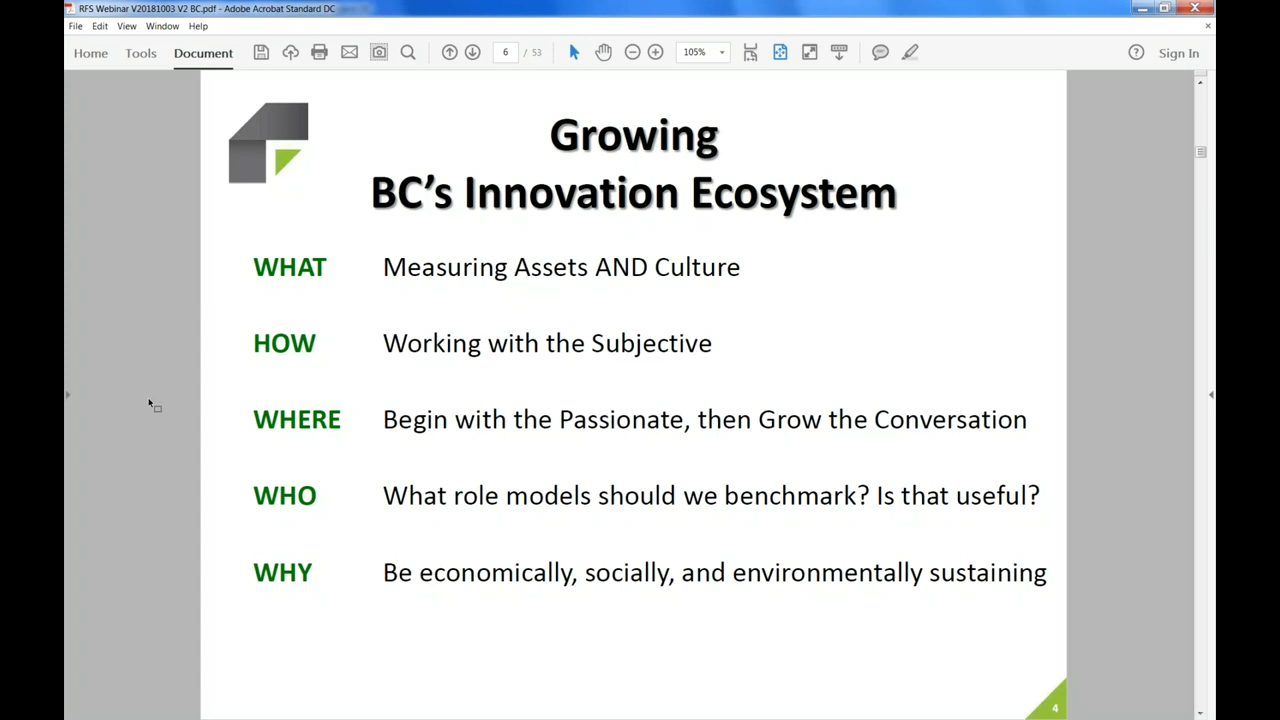 RFS Webinar V20181003 V2 BC.pdf - Adobe Acrobat Standard DC
File Edit View Window Help
Home Tools Document 6 / 53 105% Sign In
Growing
BC’s Innovation Ecosystem
WHAT Measuring Assets AND Culture
HOW Working with the Subjective
WHERE Begin with the Passionate, then Grow the Conversation
WHO What role models should we benchmark? Is that useful?
WHY Be economically, socially, and environmentally sustaining
4